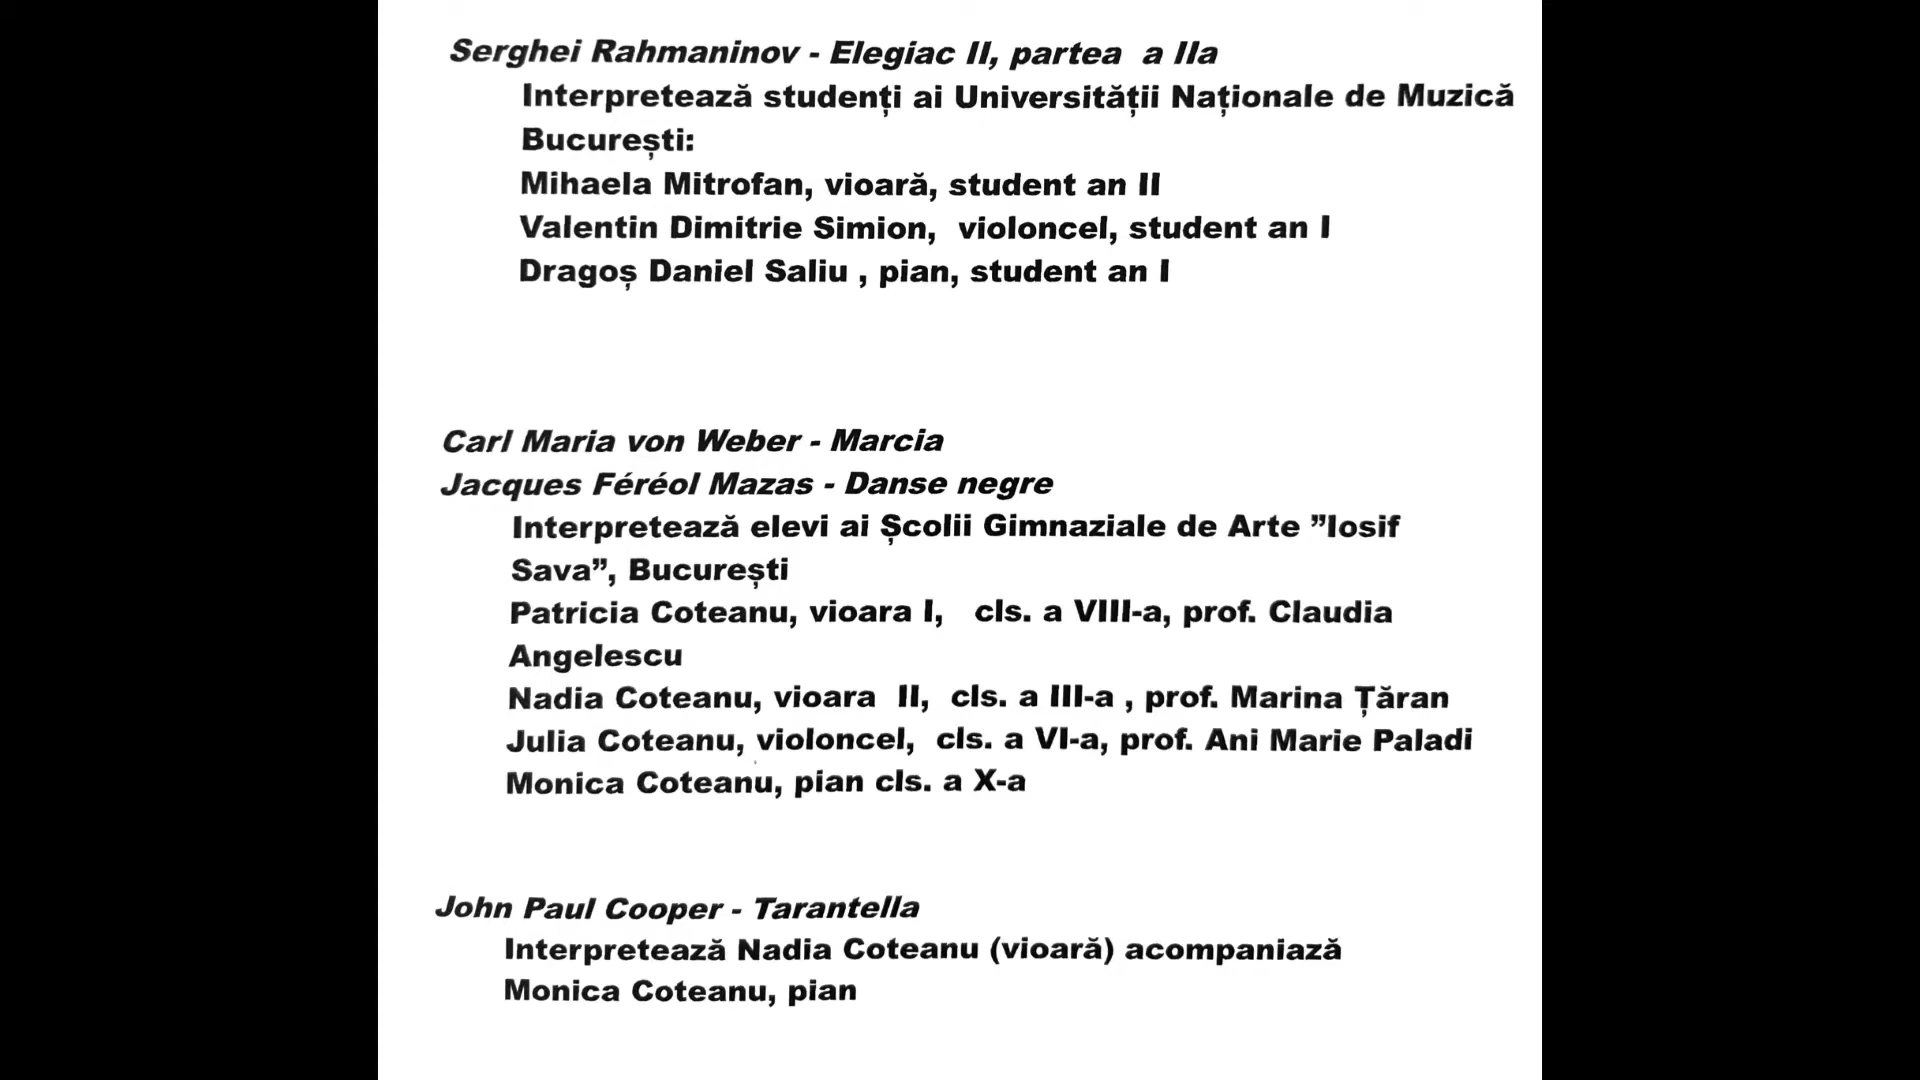 Serghei Rahmaninov - Elegiac II, partea  a IIa
Interpretează studenți ai Universității Naționale de Muzică
București:
Mihaela Mitrofan, vioară, student an II
Valentin Dimitrie Simion,  violoncel, student an I
Dragoș Daniel Saliu , pian, student an I
Carl Maria von Weber - Marcia
Jacques Féréol Mazas - Danse negre
Interpretează elevi ai Școlii Gimnaziale de Arte ”Iosif
Sava”, București
Patricia Coteanu, vioara I,   cls. a VIII-a, prof. Claudia
Angelescu
Nadia Coteanu, vioara  II,  cls. a III-a , prof. Marina Țăran
Julia Coteanu, violoncel,  cls. a VI-a, prof. Ani Marie Paladi
Monica Coteanu, pian cls. a X-a
John Paul Cooper - Tarantella
Interpretează Nadia Coteanu (vioară) acompaniază
Monica Coteanu, pian